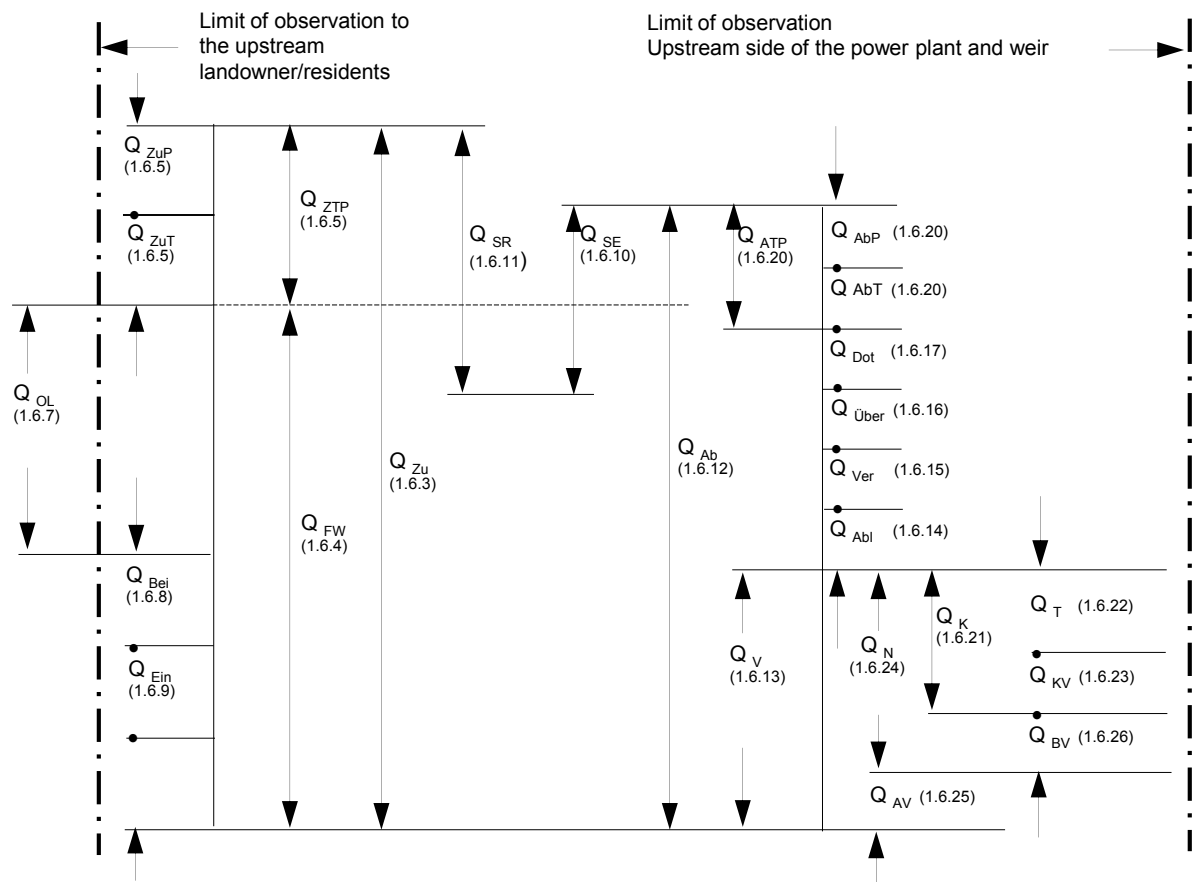 Limit of observation to
the upstream
landowner/residents
Limit of observation
Upstream side of the power plant and weir
Q ZuP
(1.6.5)
Q ZuT
(1.6.5)
Q ZTP
(1.6.5)
Q SR
(1.6.11)
Q SE
(1.6.10)
Q ATP
(1.6.20)
Q AbP (1.6.20)
Q AbT (1.6.20)
Q Dot (1.6.17)
Q Über (1.6.16)
Q Ver (1.6.15)
Q Abl (1.6.14)
Q OL
(1.6.7)
Q Zu
(1.6.3)
Q Ab
(1.6.12)
Q FW
(1.6.4)
Q Bei
(1.6.8)
Q Ein
(1.6.9)
Q V
(1.6.13)
Q N
(1.6.24)
Q K
(1.6.21)
Q T (1.6.22)
Q KV (1.6.23)
Q BV (1.6.26)
Q AV (1.6.25)